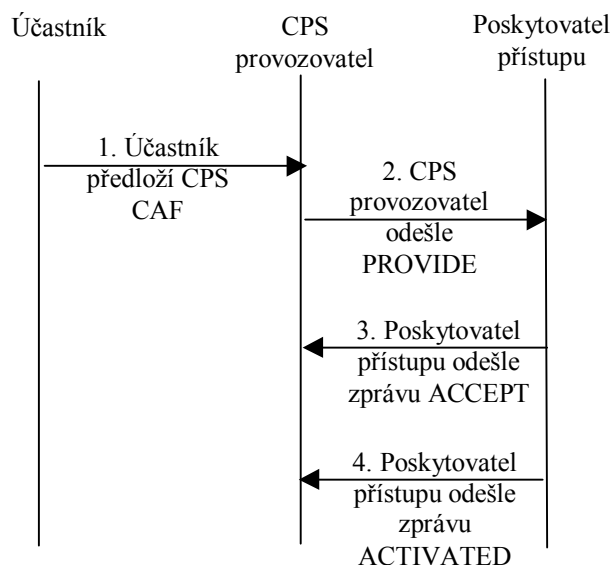 Účastník
CPS
provozovatel
Poskytovatel
přístupu
1. Účastník
předloží CPS
CAF
2. CPS
provozovatel
odešle
PROVIDE
3. Poskytovatel
přístupu odešle
zprávu ACCEPT
4. Poskytovatel
přístupu odešle
zprávu
ACTIVATED